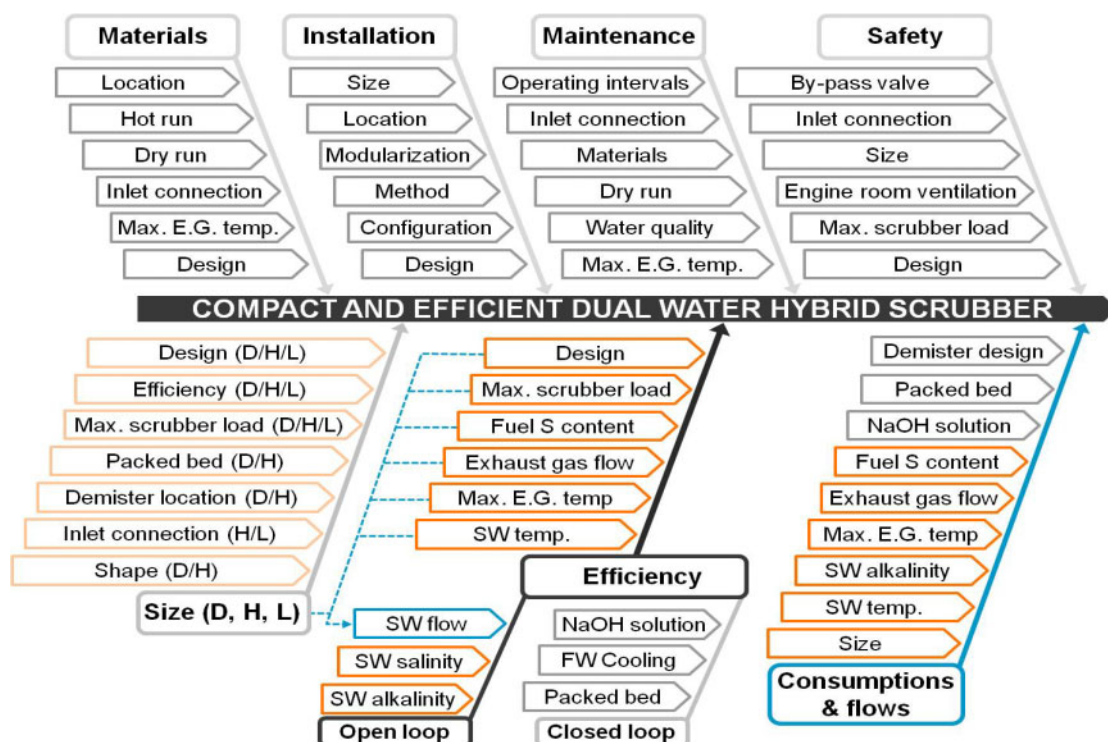 Materials
Location
Hot run
Dry run
Inlet connection
Max. E.G. temp.
Design
Installation
Size
Location
Modularization
Method
Configuration
Design
Maintenance
Operating intervals
Inlet connection
Materials
Dry run
Water quality
Max. E.G. temp.
Safety
By-pass valve
Inlet connection
Size
Engine room ventilation
Max. scrubber load
Design
COMPACT AND EFFICIENT DUAL WATER HYBRID SCRUBBER
Design (D/H/L)
Efficiency (D/H/L)
Max. scrubber load (D/H/L)
Packed bed (D/H)
Demister location (D/H)
Inlet connection (H/L)
Shape (D/H)
Size (D, H, L)
Design
Max. scrubber load
Fuel S content
Exhaust gas flow
Max. E.G. temp
SW temp.
Efficiency
SW flow
SW salinity
SW alkalinity
Open loop
NaOH solution
FW Cooling
Packed bed
Closed loop
Demister design
Packed bed
NaOH solution
Fuel S content
Exhaust gas flow
Max. E.G. temp
SW alkalinity
SW temp.
Size
Consumptions
& flows